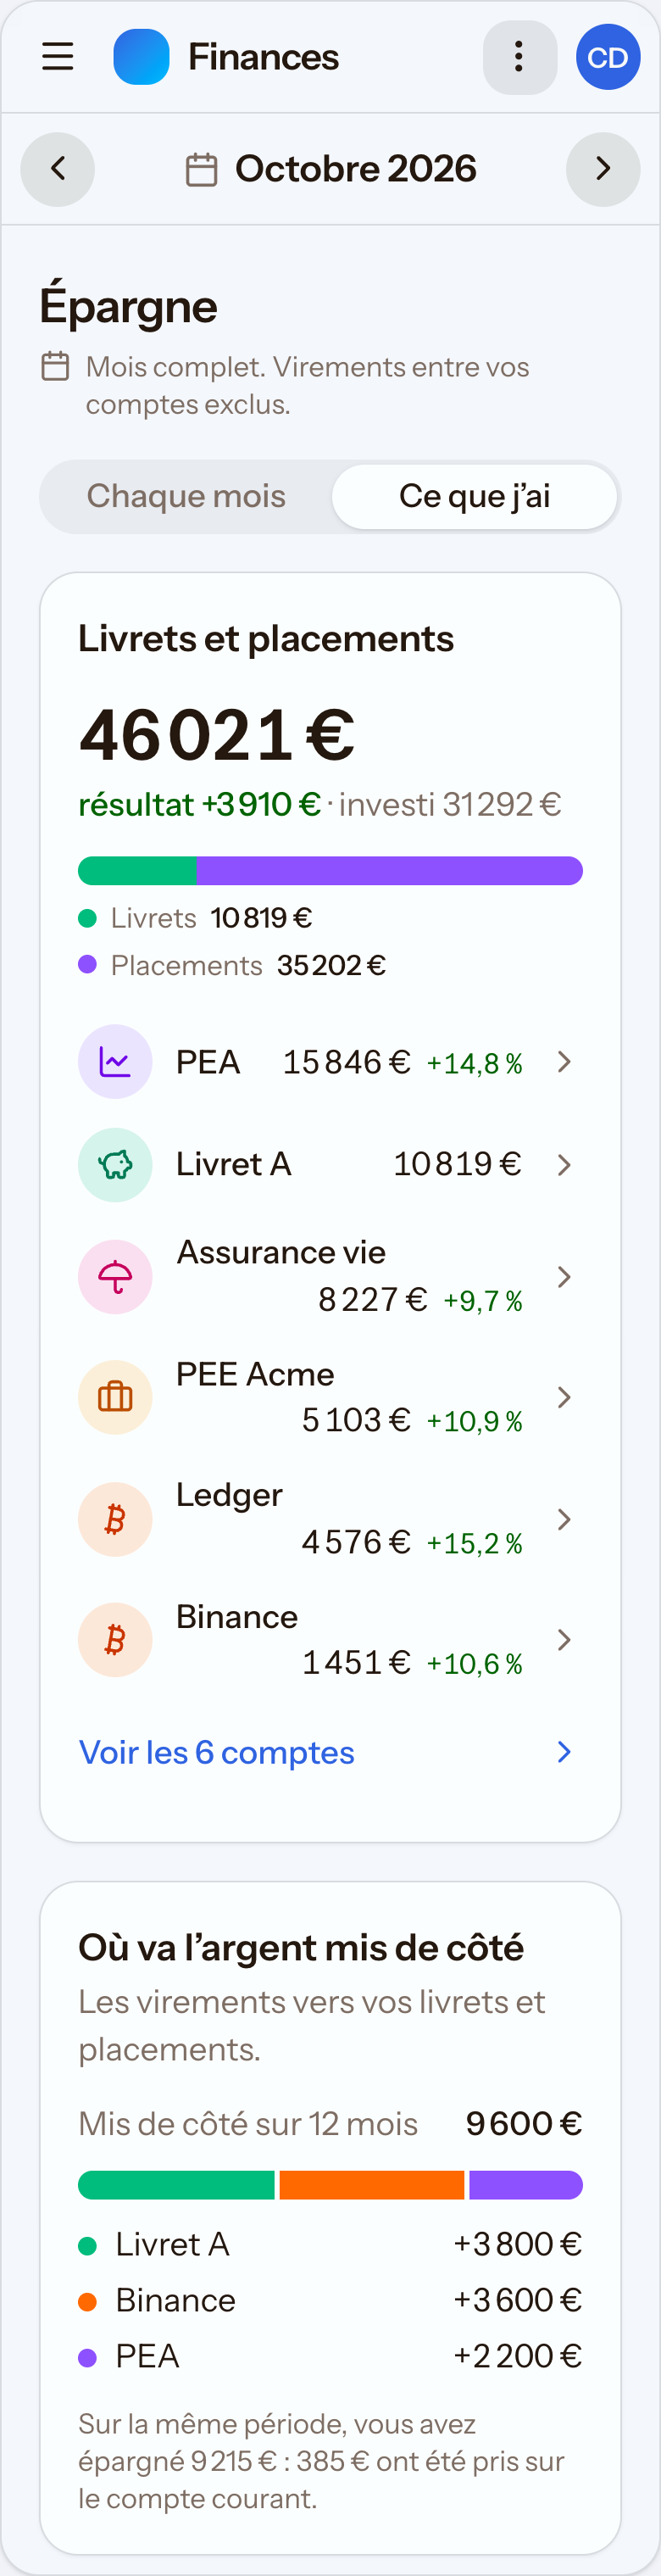 Finances
CD
Octobre 2026
Épargne
Mois complet. Virements entre vos
comptes exclus.
Chaque mois
Ce que j’ai
Livrets et placements
46 021 €
résultat +3 910 € · investi 31 292 €
Livrets 10 819 €
Placements 35 202 €
PEA 15 846 € +14,8 %
Livret A 10 819 €
Assurance vie
8 227 € +9,7 %
PEE Acme
5 103 € +10,9 %
Ledger
4 576 € +15,2 %
Binance
1 451 € +10,6 %
Voir les 6 comptes
Où va l’argent mis de côté
Les virements vers vos livrets et
placements.
Mis de côté sur 12 mois 9 600 €
Livret A +3 800 €
Binance +3 600 €
PEA +2 200 €
Sur la même période, vous avez
épargné 9 215 € : 385 € ont été pris sur
le compte courant.